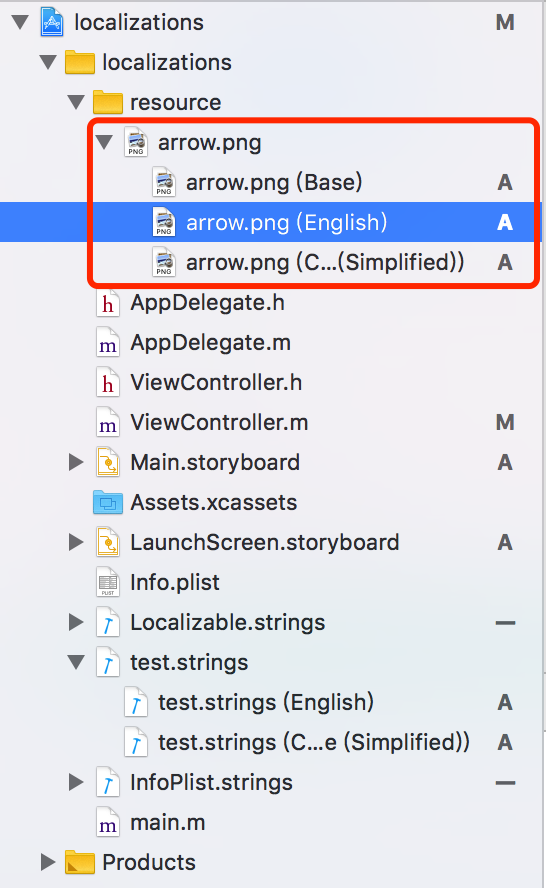 localizations M
localizations
resource
arrow.png
arrow.png (Base) A
arrow.png (English) A
arrow.png (C...(Simplified)) A
h AppDelegate.h
m AppDelegate.m
h ViewController.h
m ViewController.m M
Main.storyboard A
Assets.xcassets
LaunchScreen.storyboard A
Info.plist
Localizable.strings —
test.strings
test.strings (English) A
test.strings (C...e (Simplified)) A
InfoPlist.strings —
m main.m
Products